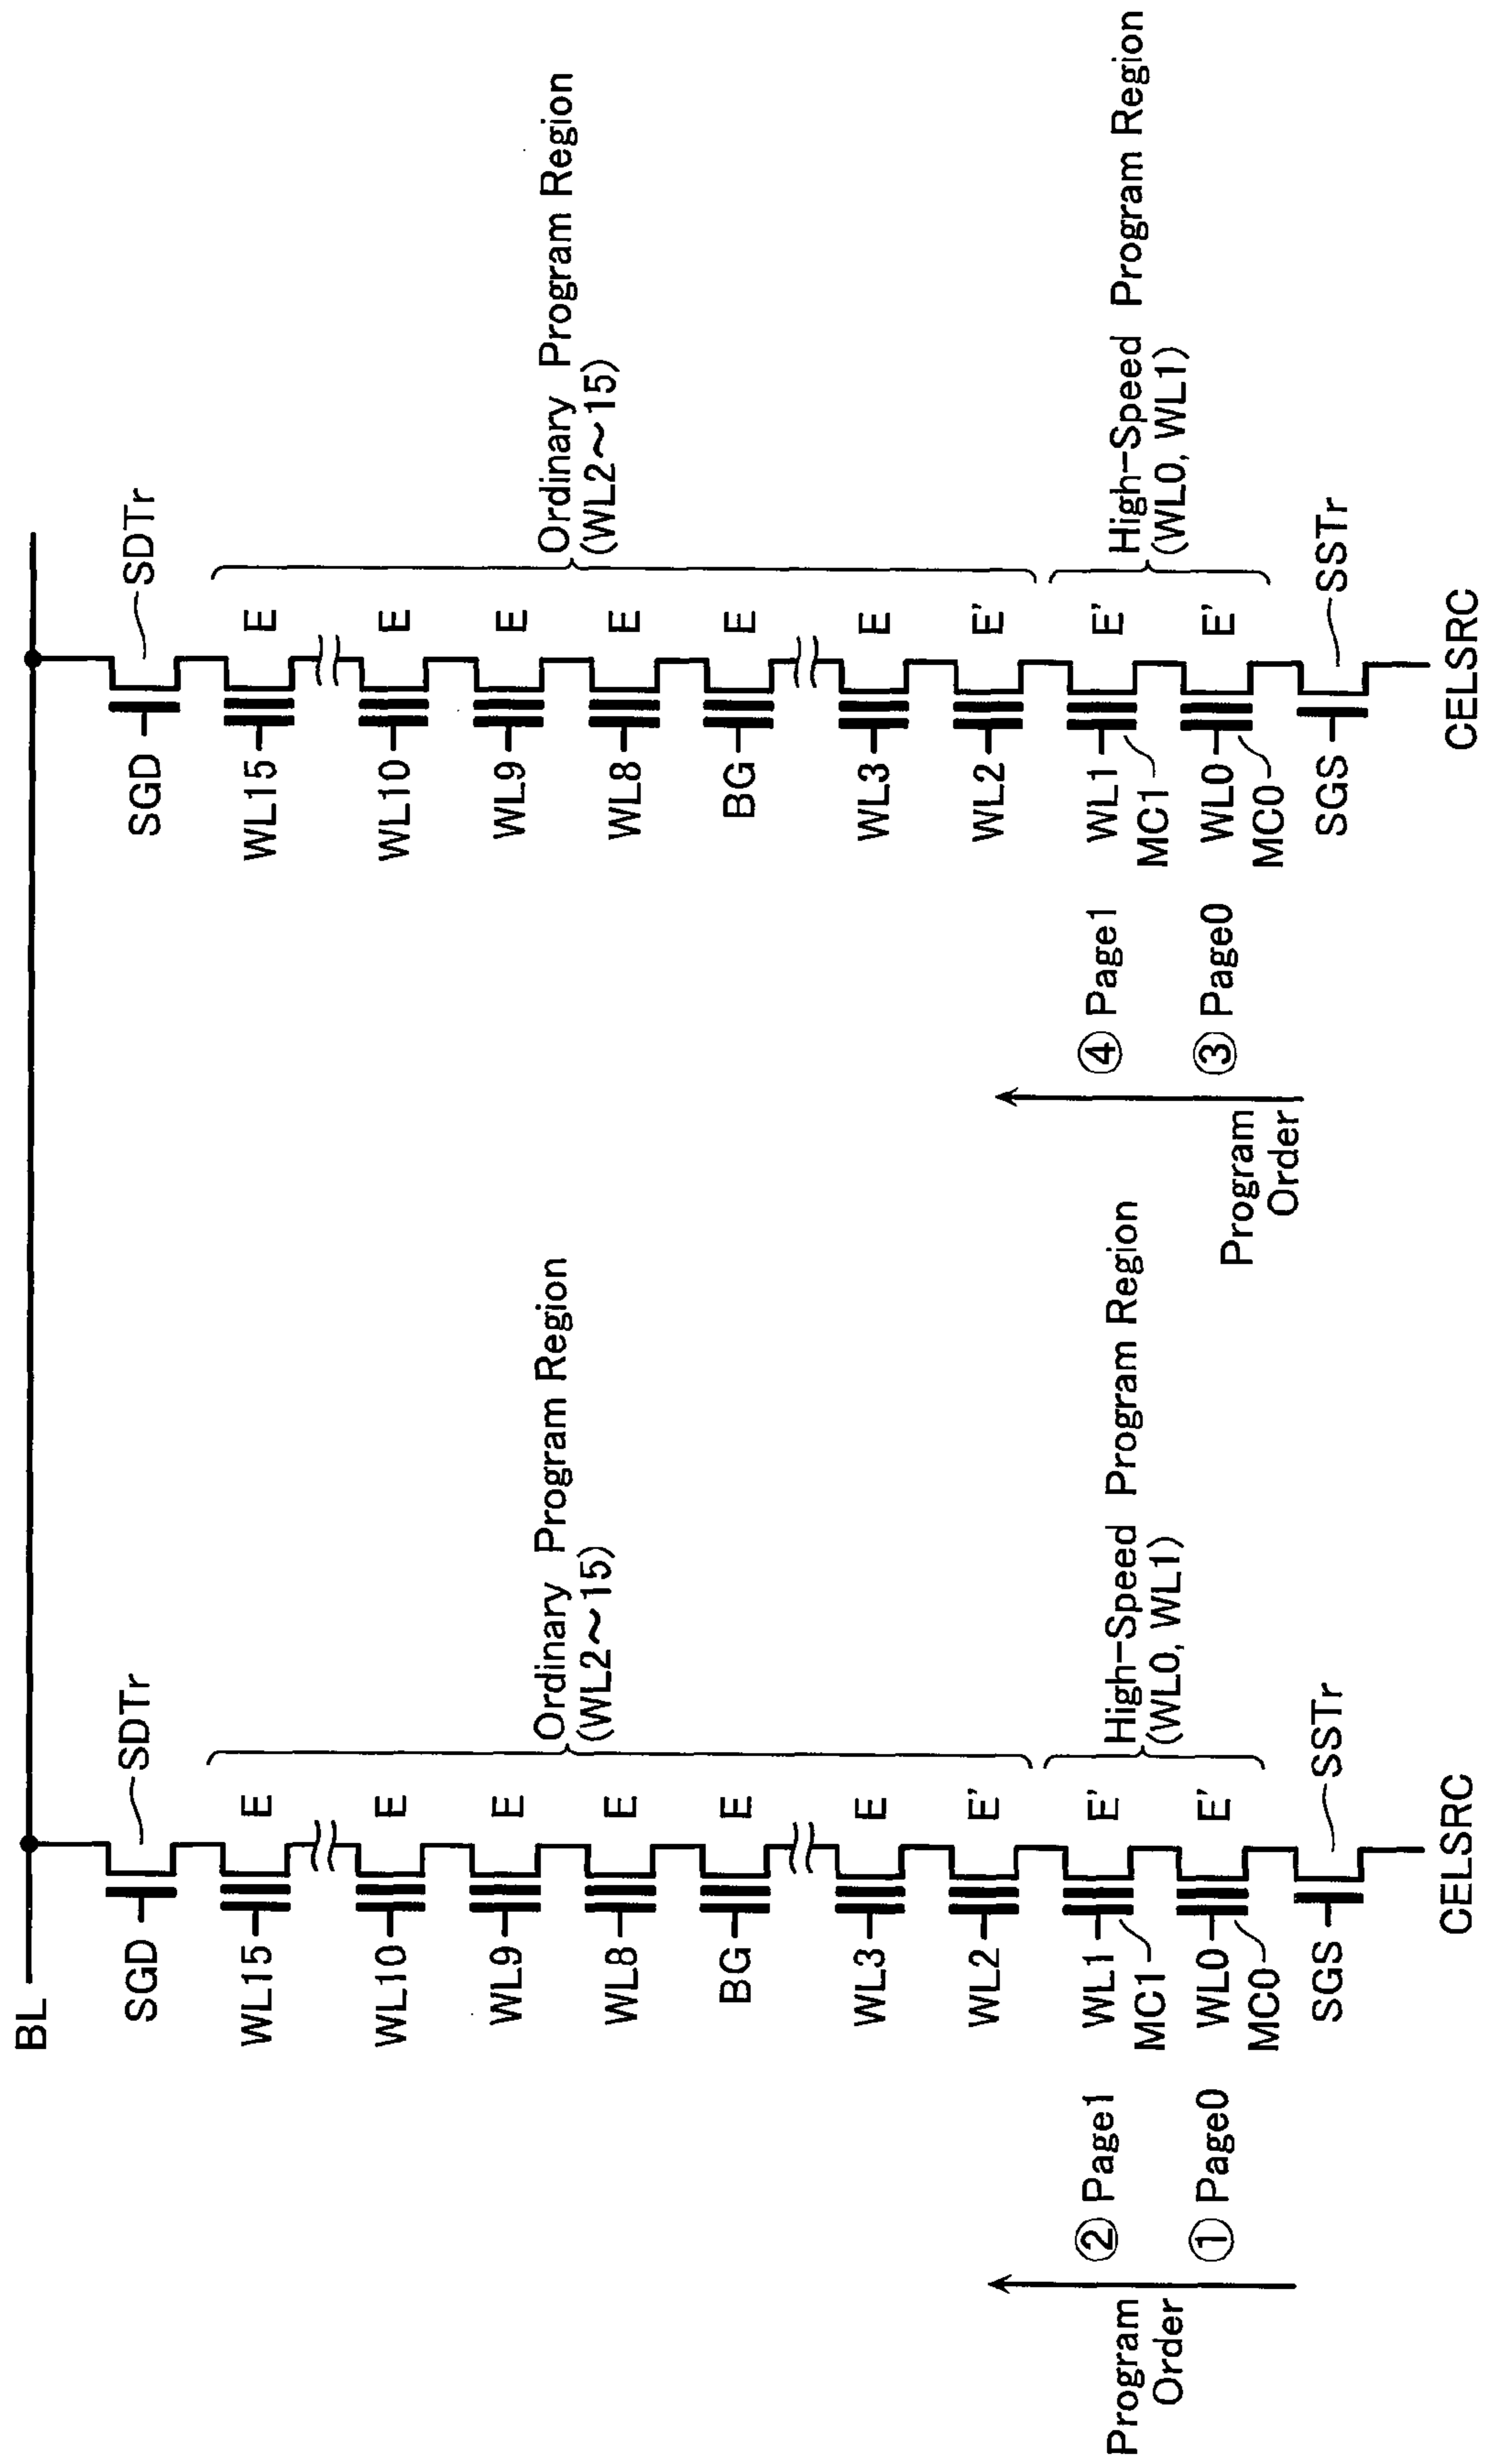 BL
SGD
SDTr
WL15
E
WL10
E
WL9
E
WL8
E
BG
E
WL3
E
WL2
E'
WL1
E'
MC1
WL0
E'
MC0
SGS
SSTr
CELSRC
Ordinary Program Region
(WL2～15)
High-Speed Program Region
(WL0, WL1)
② Page1
① Page0
Program
Order
SGD
SDTr
WL15
E
WL10
E
WL9
E
WL8
E
BG
E
WL3
E
WL2
E'
WL1
E'
MC1
WL0
E'
MC0
SGS
SSTr
CELSRC
Ordinary Program Region
(WL2～15)
High-Speed Program Region
(WL0, WL1)
④ Page1
③ Page0
Program
Order